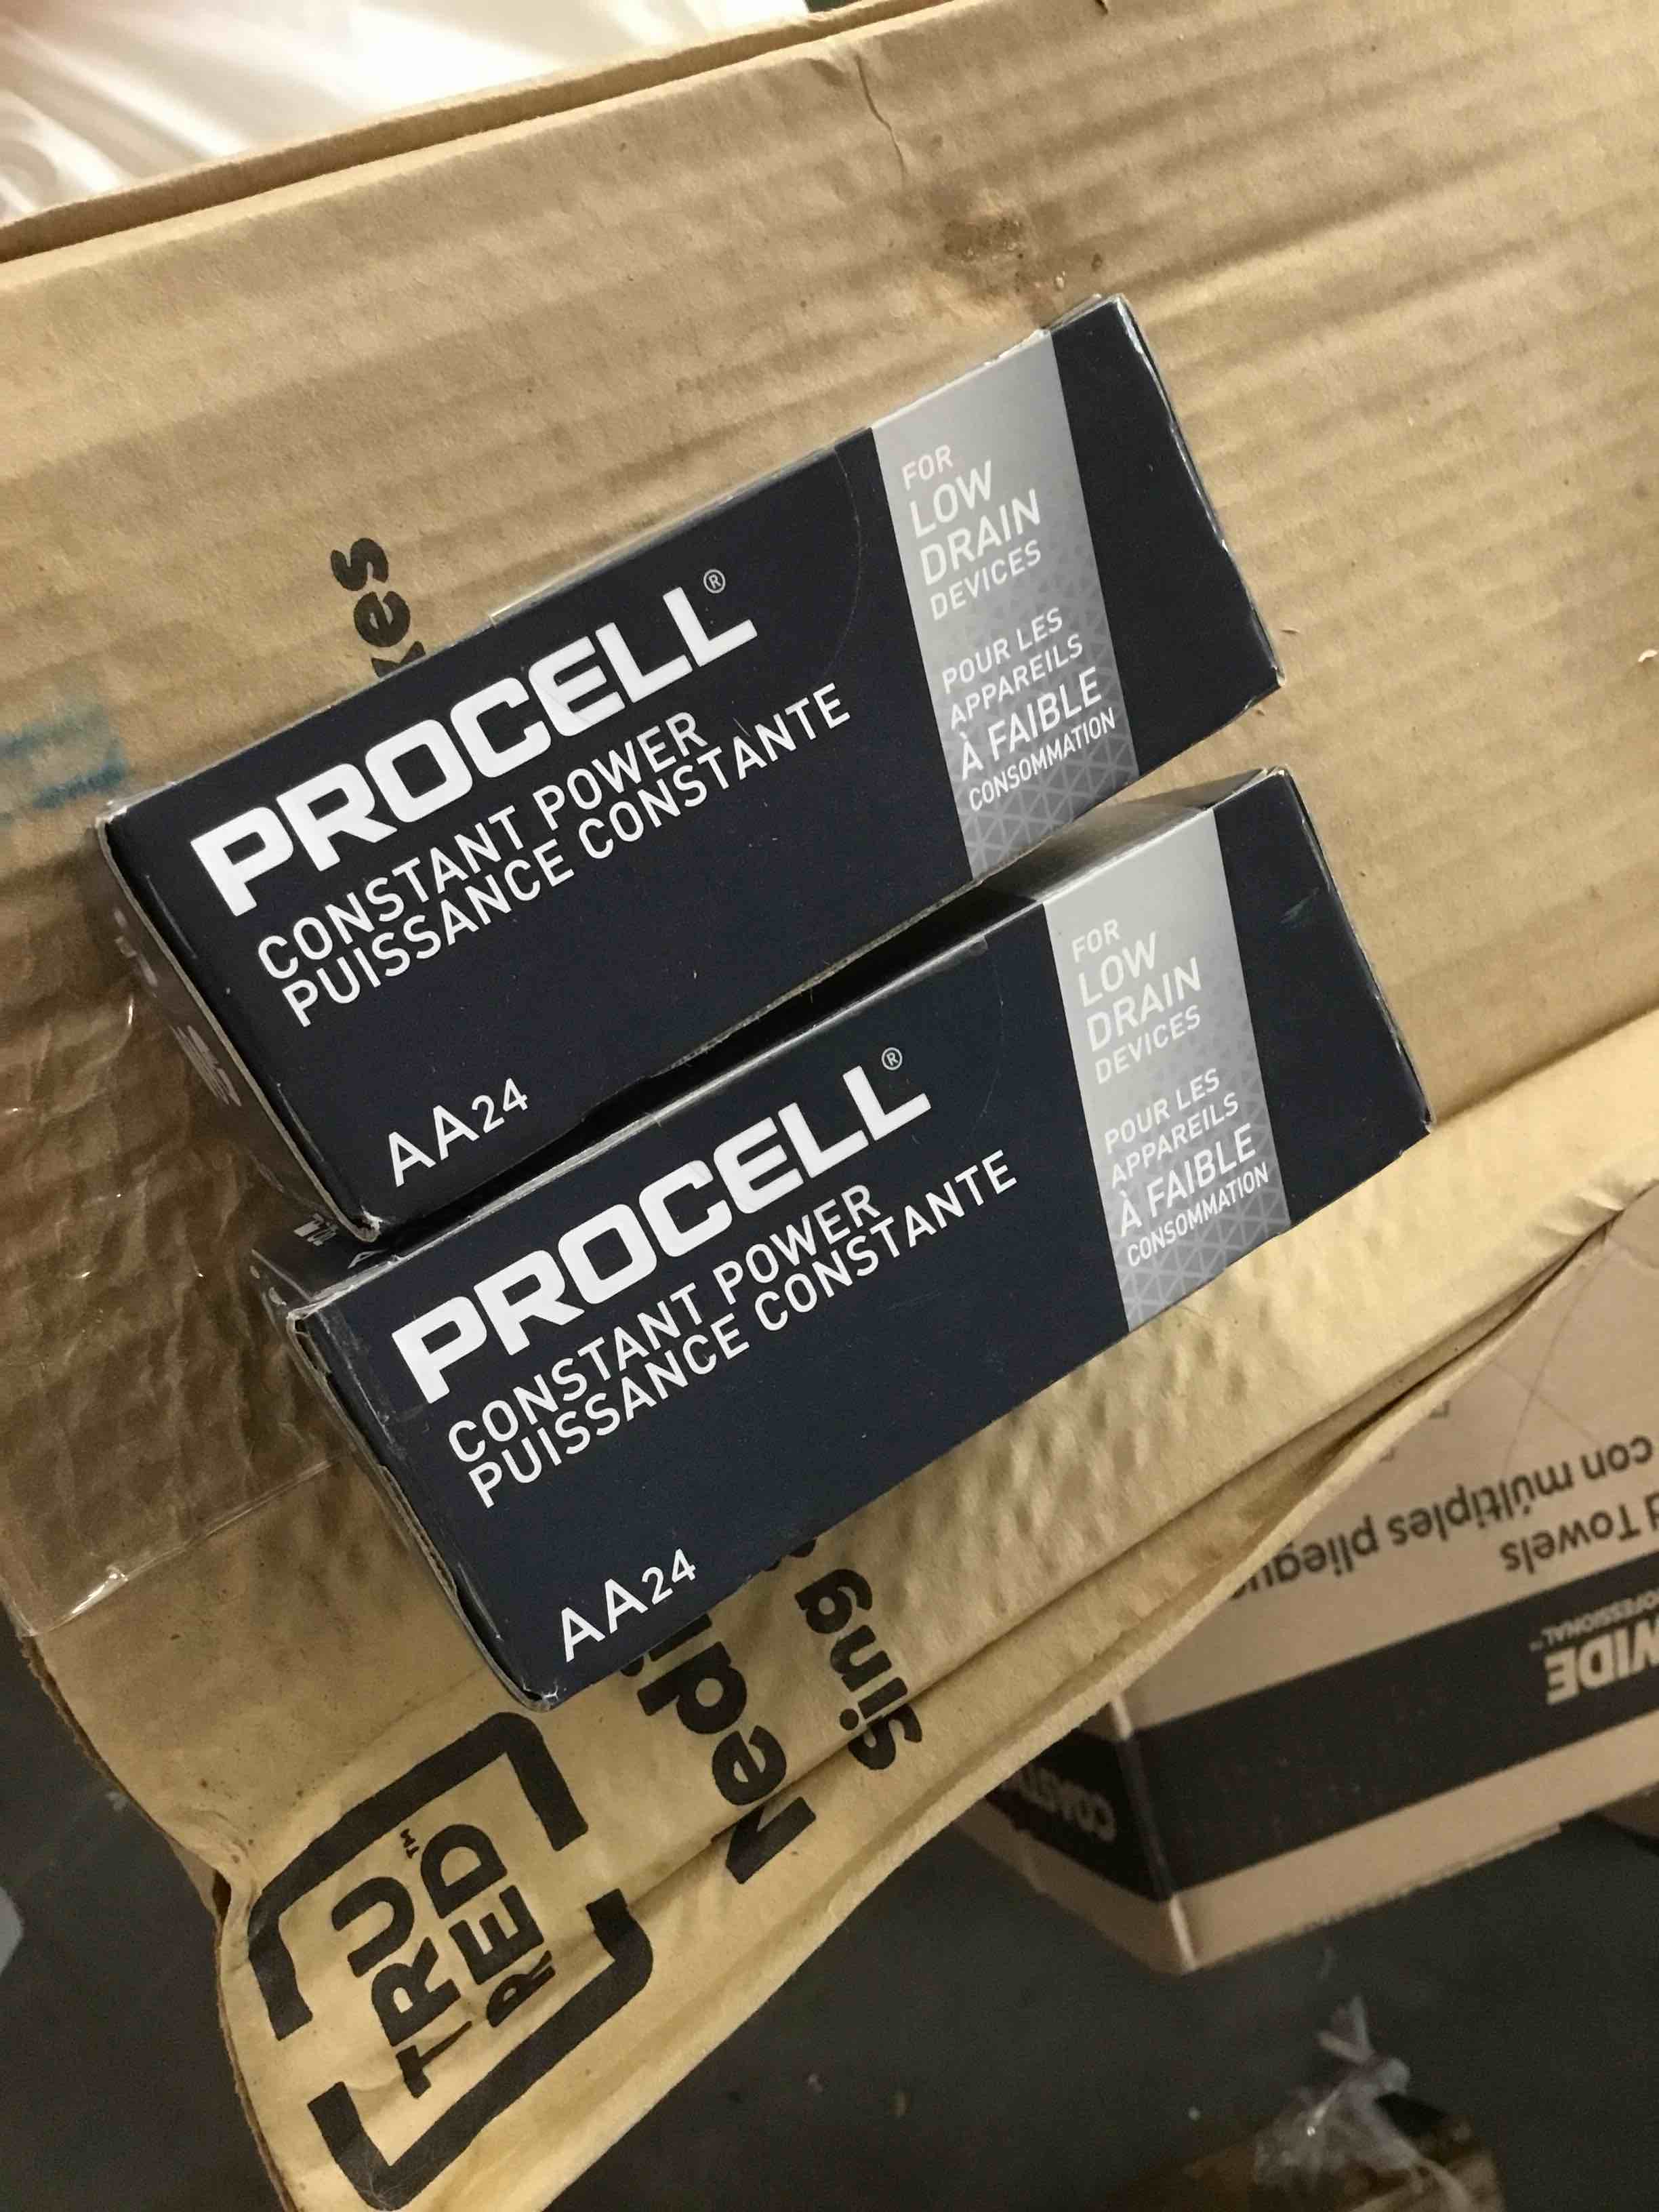 PROCELL®
CONSTANT POWER
PUISSANCE CONSTANTE
AA24
FOR
LOW
DRAIN
DEVICES
POUR LES
APPAREILS
À FAIBLE
CONSOMMATION
PROCELL®
CONSTANT POWER
PUISSANCE CONSTANTE
AA24
FOR
LOW
DRAIN
DEVICES
POUR LES
APPAREILS
À FAIBLE
CONSOMMATION
TRU
RED™
Towels
con múltiples